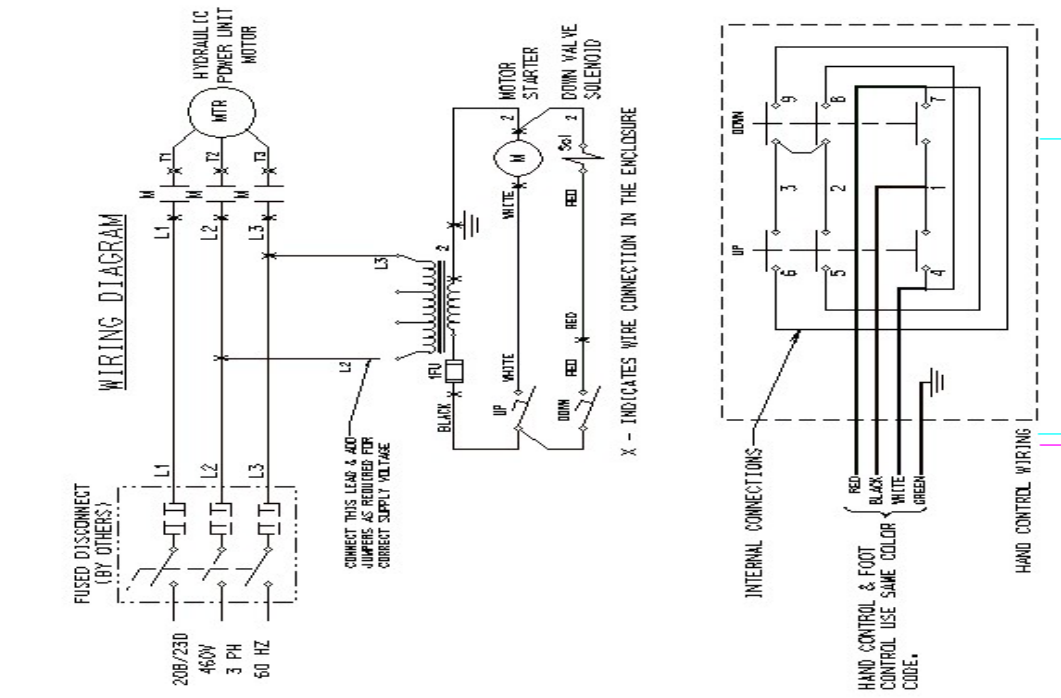 WIRING DIAGRAM
FUSED DISCONNECT
(BY OTHERS)
208/230
460V
3 PH
60 HZ
L1
L2
L3
L1
L2
L3
M
M
M
T1
T2
T3
MTR
HYDRAULIC
POWER UNIT
MOTOR
L2
L3
CONNECT THIS LEAD & ADD
JUMPERS AS REQUIRED FOR
CORRECT SUPPLY VOLTAGE
1FU
2
BLACK
UP
WHITE
WHITE
M
2
MOTOR
STARTER
DOWN
RED
RED
RED
Sol
2
DOWN VALVE
SOLENOID
X - INDICATES WIRE CONNECTION IN THE ENCLOSURE
UP
DOWN
6
3
9
5
2
8
4
1
7
INTERNAL CONNECTIONS
RED
BLACK
WHITE
GREEN
HAND CONTROL & FOOT
CONTROL USE SAME COLOR
CODE.
HAND CONTROL WIRING